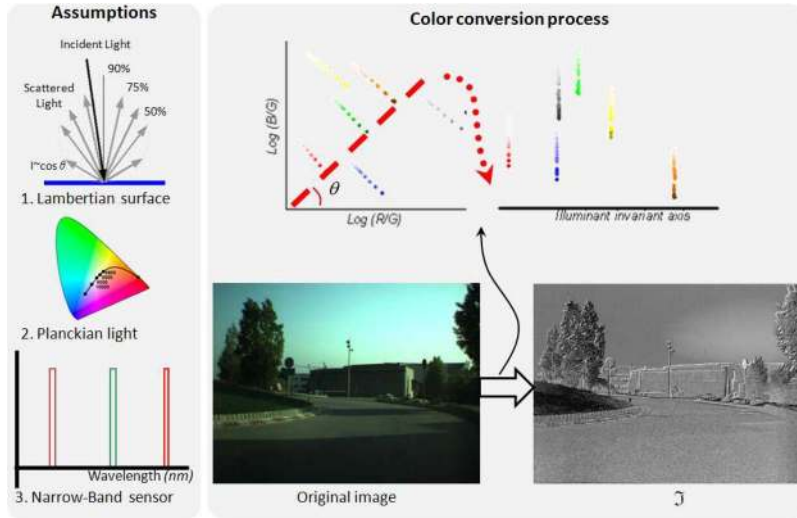 Assumptions
Incident Light
90%
Scattered Light
75%
50%
I~cos θ
1. Lambertian surface
2. Planckian light
Wavelength (nm)
3. Narrow-Band sensor
Color conversion process
Log (B/G)
θ
Log (R/G)
Illuminant invariant axis
Original image
ℑ